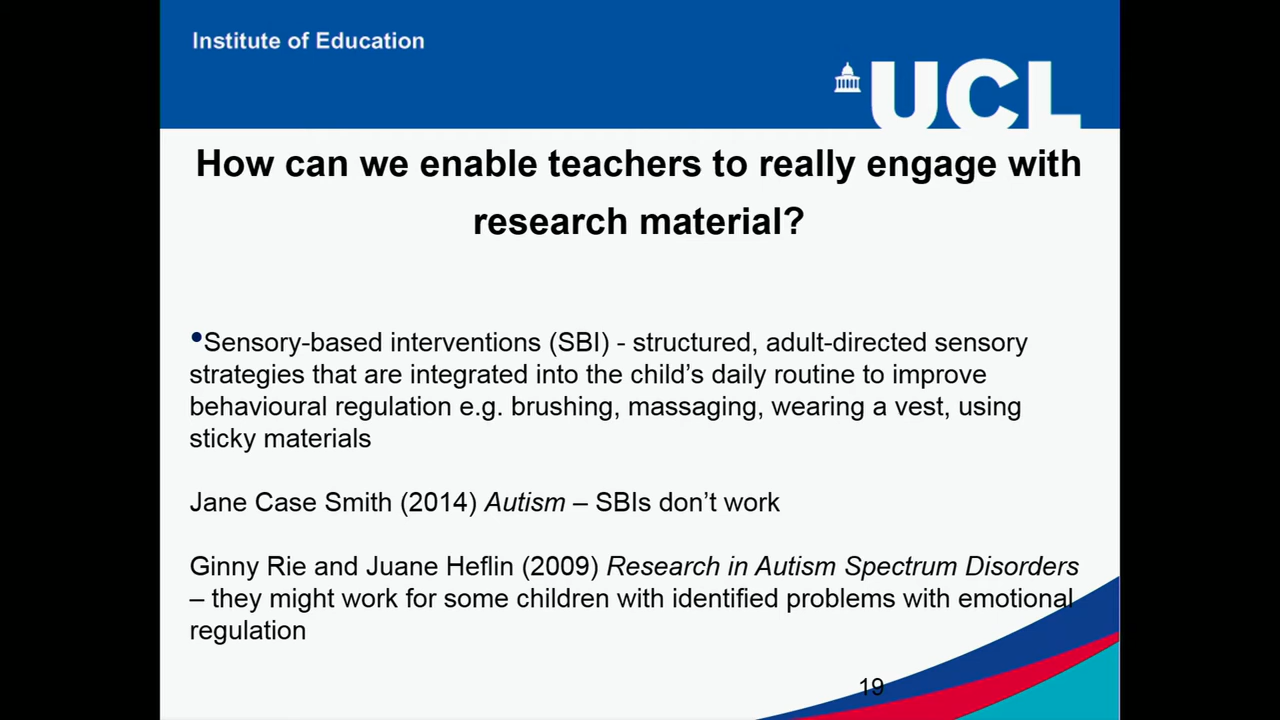 Institute of Education
UCL
How can we enable teachers to really engage with
research material?
•Sensory-based interventions (SBI) - structured, adult-directed sensory
strategies that are integrated into the child’s daily routine to improve
behavioural regulation e.g. brushing, massaging, wearing a vest, using
sticky materials
Jane Case Smith (2014) Autism – SBIs don’t work
Ginny Rie and Juane Heflin (2009) Research in Autism Spectrum Disorders
– they might work for some children with identified problems with emotional
regulation
19